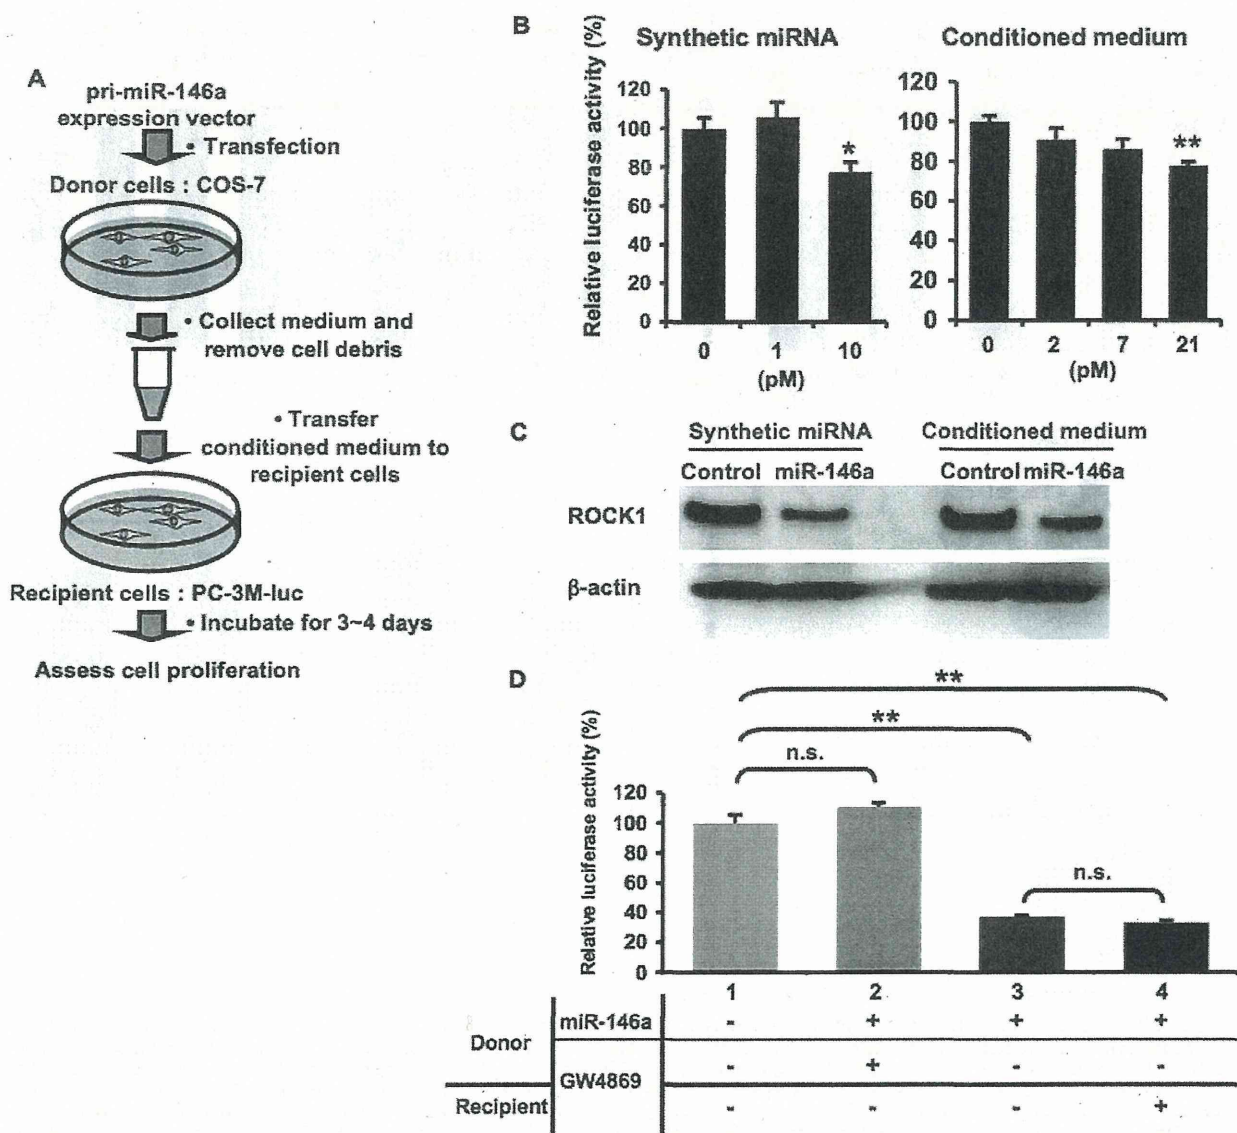 A
pri-miR-146a
expression vector
• Transfection
Donor cells : COS-7
• Collect medium and
remove cell debris
• Transfer
conditioned medium to
recipient cells
Recipient cells : PC-3M-luc
• Incubate for 3~4 days
Assess cell proliferation
B
Synthetic miRNA
Relative luciferase activity (%)
120
100
80
60
40
20
0
*
0 1 10
(pM)
Conditioned medium
120
100
80
60
40
20
0
**
0 2 7 21
(pM)
C
Synthetic miRNA Conditioned medium
Control miR-146a Control miR-146a
ROCK1
β-actin
D
**
**
n.s.
n.s.
Relative luciferase activity (%)
120
100
80
60
40
20
0
1 2 3 4
Donor miR-146a - + + +
GW4869 - + - -
Recipient - - - +